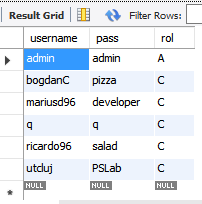 Result Grid Filter Rows:
username pass rol
admin admin A
bogdanC pizza C
mariusd96 developer C
q q C
ricardo96 salad C
utcluj PSLab C
NULL NULL NULL